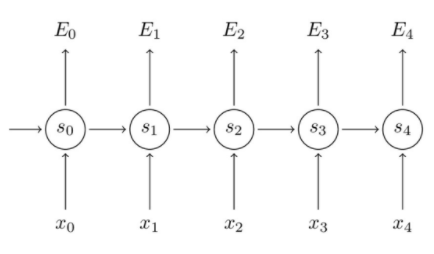 E₀ E₁ E₂ E₃ E₄
s₀ s₁ s₂ s₃ s₄
x₀ x₁ x₂ x₃ x₄